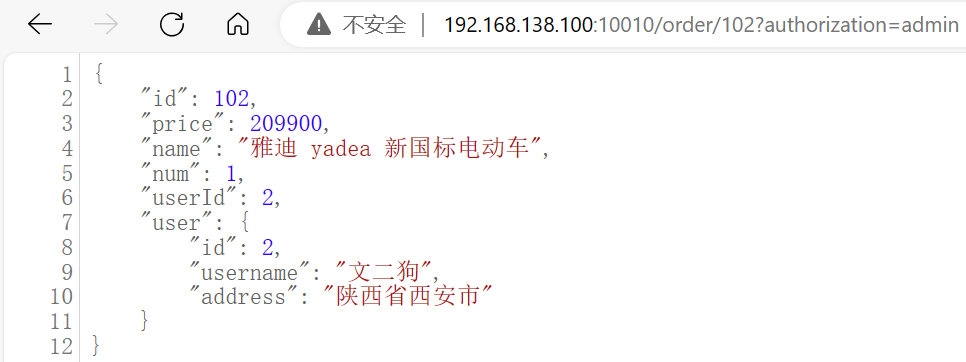 不安全 | 192.168.138.100:10010/order/102?authorization=admin
1 {
2     "id": 102,
3     "price": 209900,
4     "name": "雅迪 yadea 新国标电动车",
5     "num": 1,
6     "userId": 2,
7     "user": {
8         "id": 2,
9         "username": "文二狗",
10         "address": "陕西省西安市"
11     }
12 }